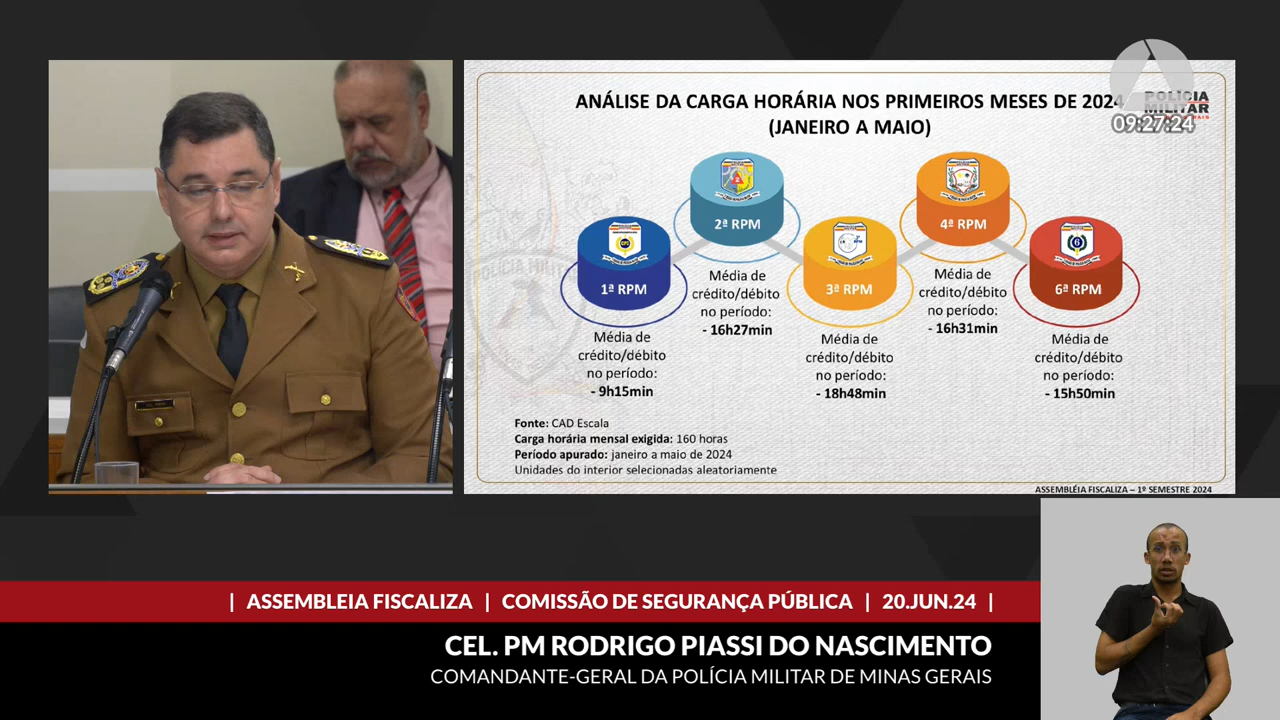 ANÁLISE DA CARGA HORÁRIA NOS PRIMEIROS MESES DE 2024
(JANEIRO A MAIO)
POLÍCIA
MILITAR
09:27:24
1ª RPM
Média de
crédito/débito
no período:
- 9h15min
2ª RPM
Média de
crédito/débito
no período:
- 16h27min
3ª RPM
Média de
crédito/débito
no período:
- 18h48min
4ª RPM
Média de
crédito/débito
no período:
- 16h31min
6ª RPM
Média de
crédito/débito
no período:
- 15h50min
Fonte: CAD Escala
Carga horária mensal exigida: 160 horas
Período apurado: janeiro a maio de 2024
Unidades do interior selecionadas aleatoriamente
ASSEMBLÉIA FISCALIZA – 1º SEMESTRE 2024
| ASSEMBLEIA FISCALIZA | COMISSÃO DE SEGURANÇA PÚBLICA | 20.JUN.24 |
CEL. PM RODRIGO PIASSI DO NASCIMENTO
COMANDANTE-GERAL DA POLÍCIA MILITAR DE MINAS GERAIS